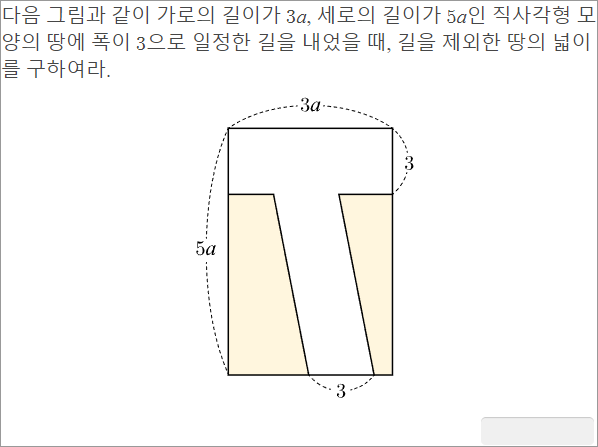 다음 그림과 같이 가로의 길이가 3a, 세로의 길이가 5a인 직사각형 모
양의 땅에 폭이 3으로 일정한 길을 내었을 때, 길을 제외한 땅의 넓이
를 구하여라.
3a
3
5a
3